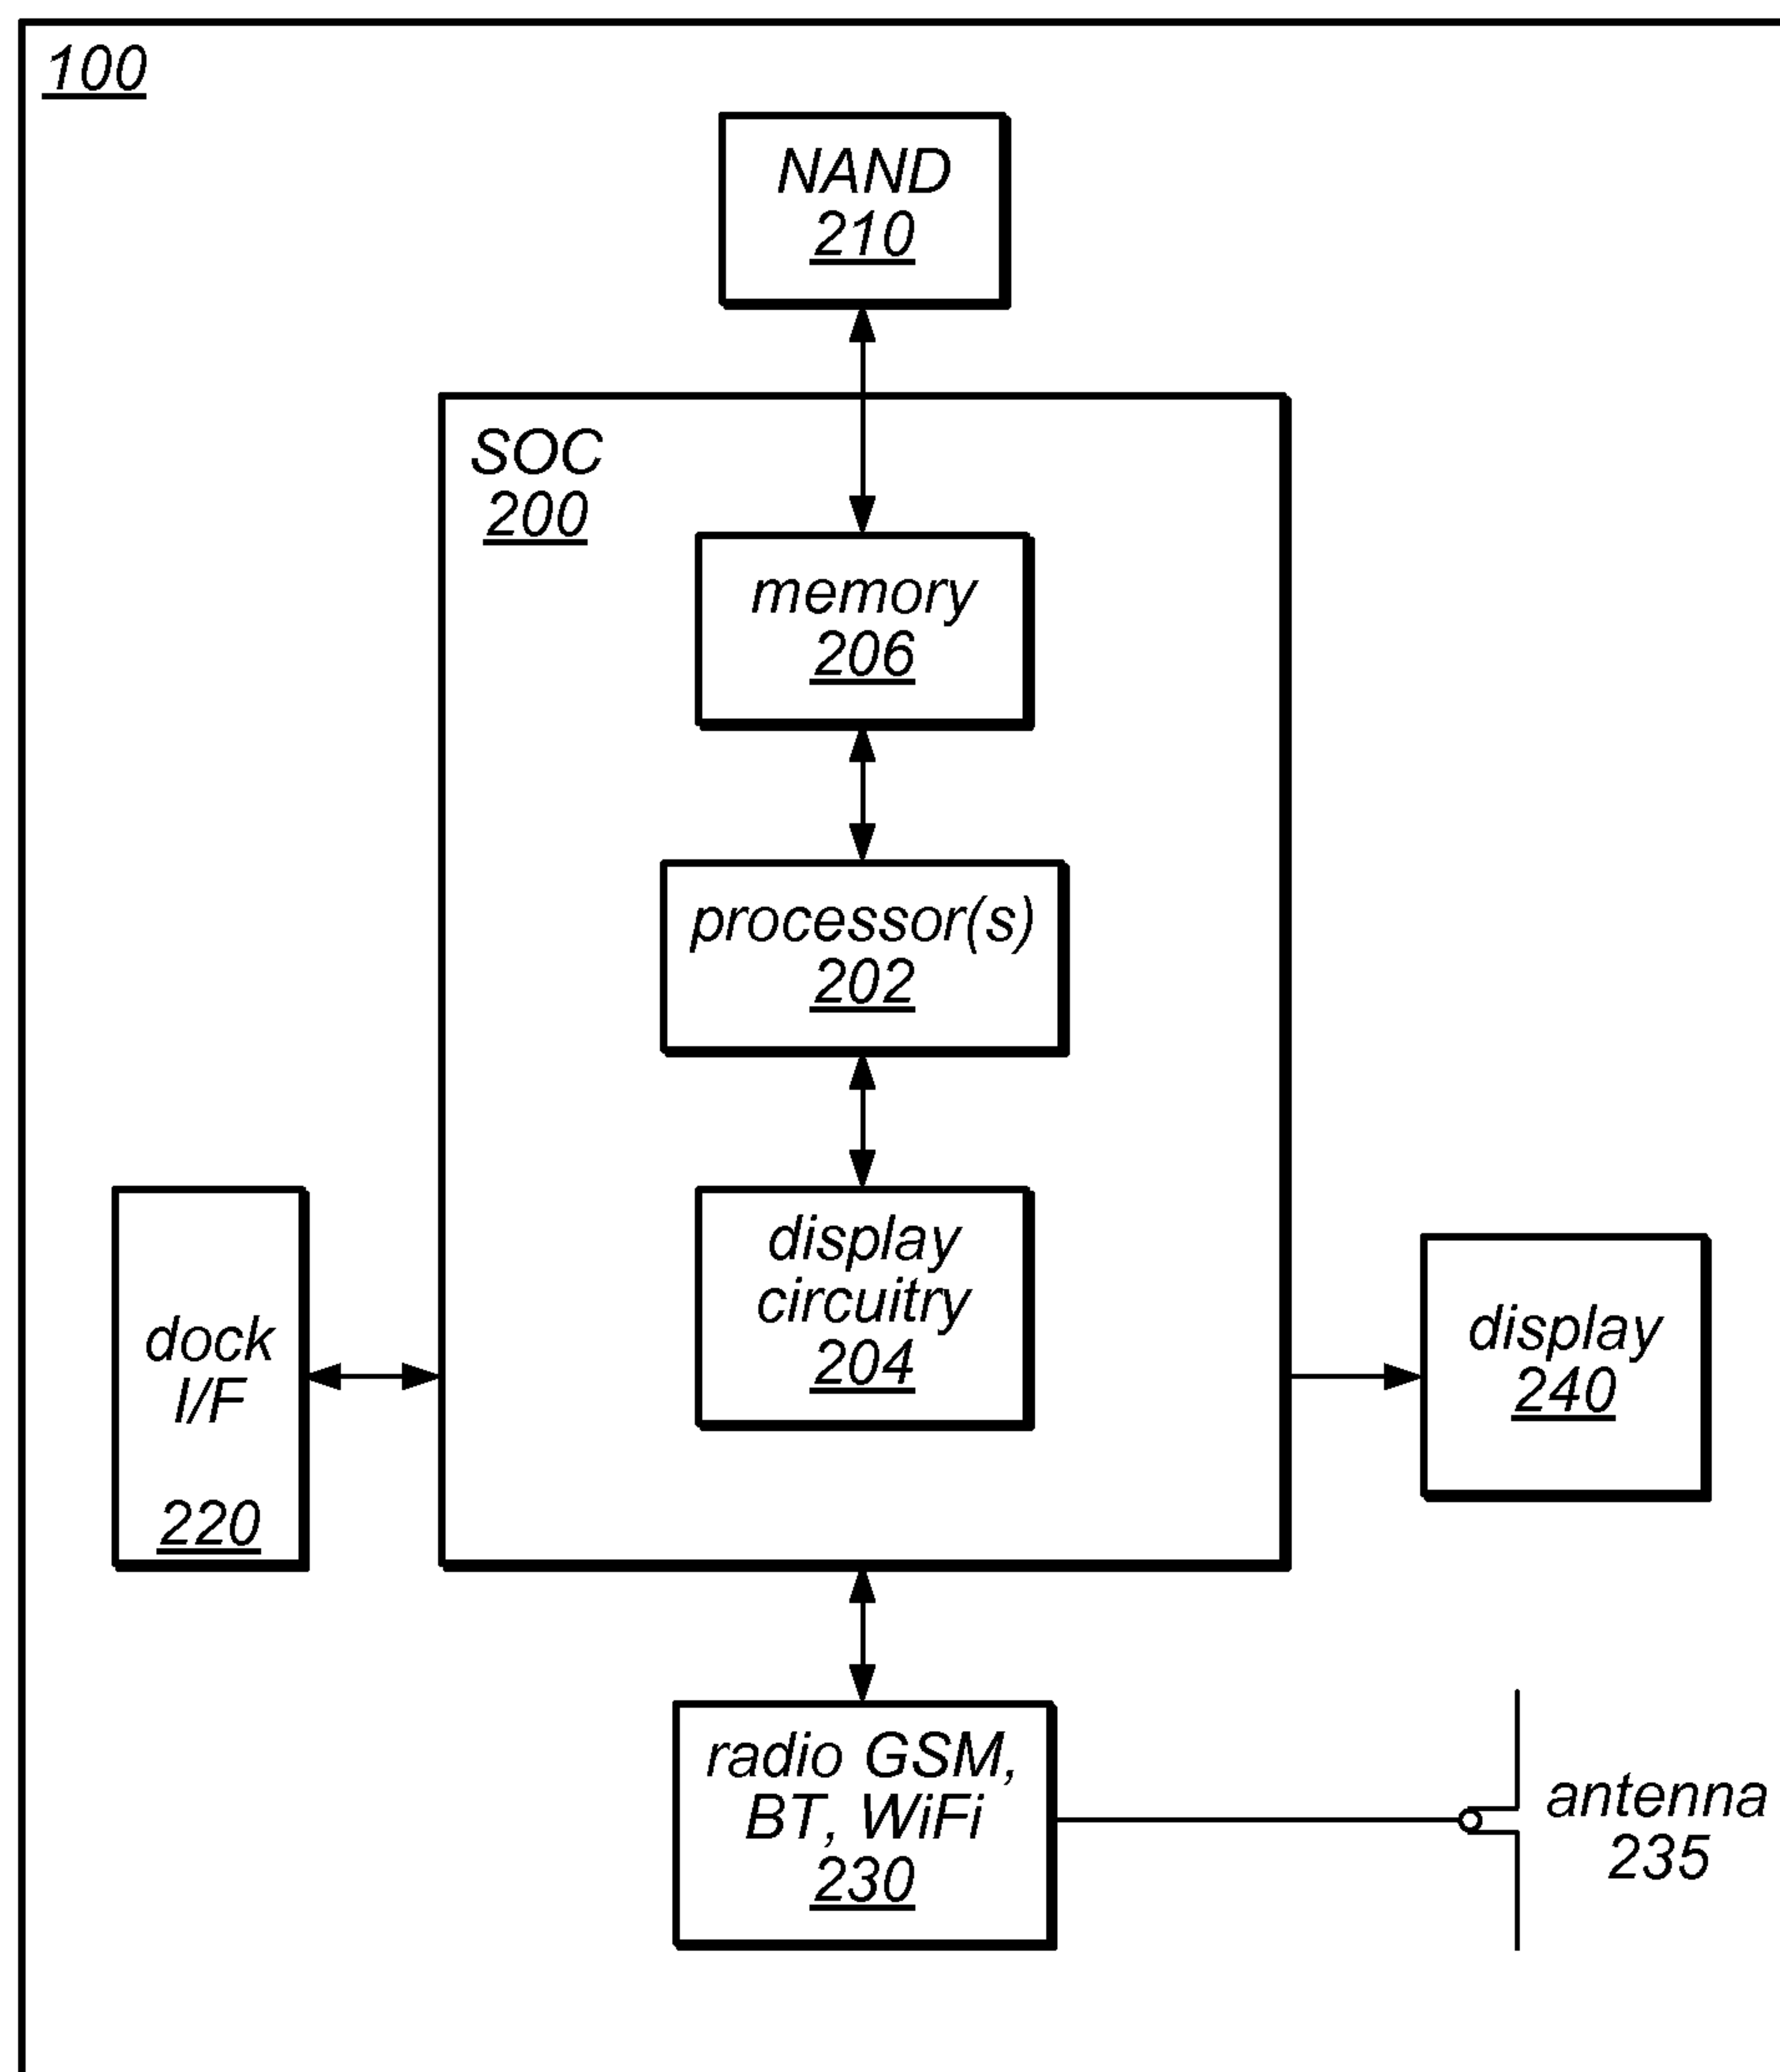 100
NAND
210
SOC
200
memory
206
processor(s)
202
display
circuitry
204
dock
I/F
220
display
240
radio GSM,
BT, WiFi
230
antenna
235